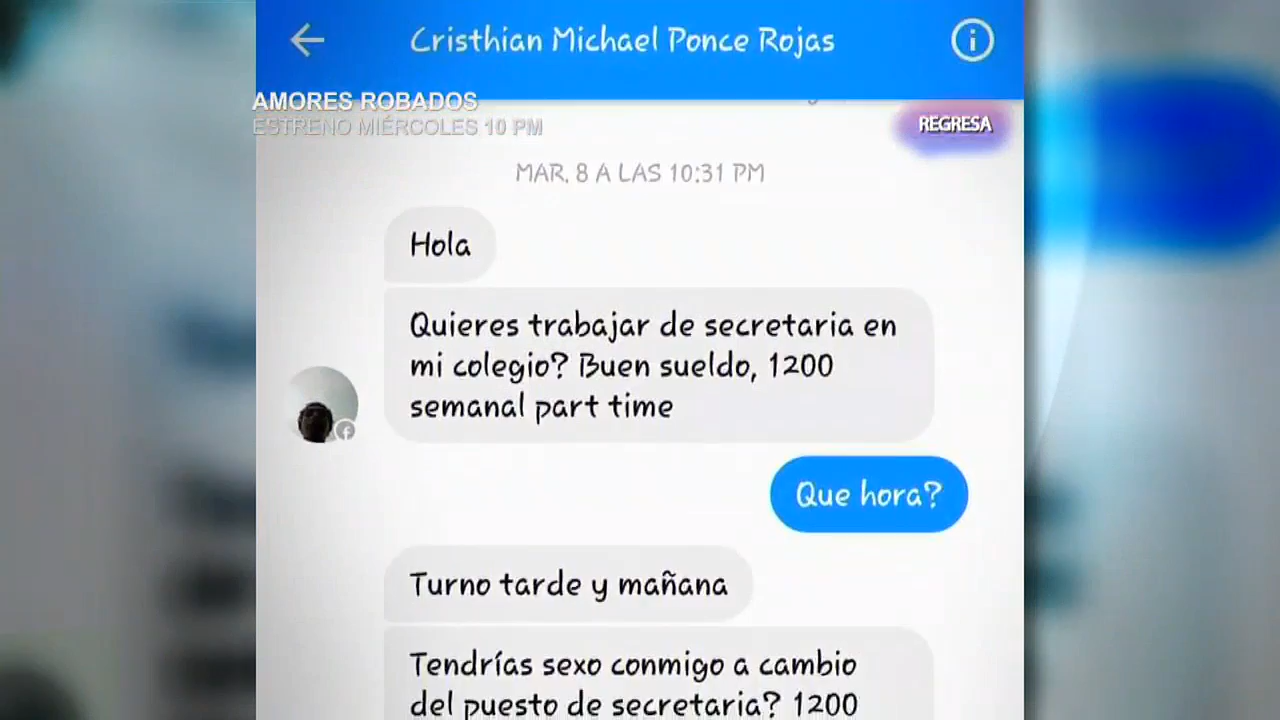 Cristhian Michael Ponce Rojas
AMORES ROBADOS
ESTRENO MIÉRCOLES 10 PM
REGRESA
MAR. 8 A LAS 10:31 PM
Hola
Quieres trabajar de secretaria en
mi colegio? Buen sueldo, 1200
semanal part time
Que hora?
Turno tarde y mañana
Tendrías sexo conmigo a cambio
del puesto de secretaria? 1200